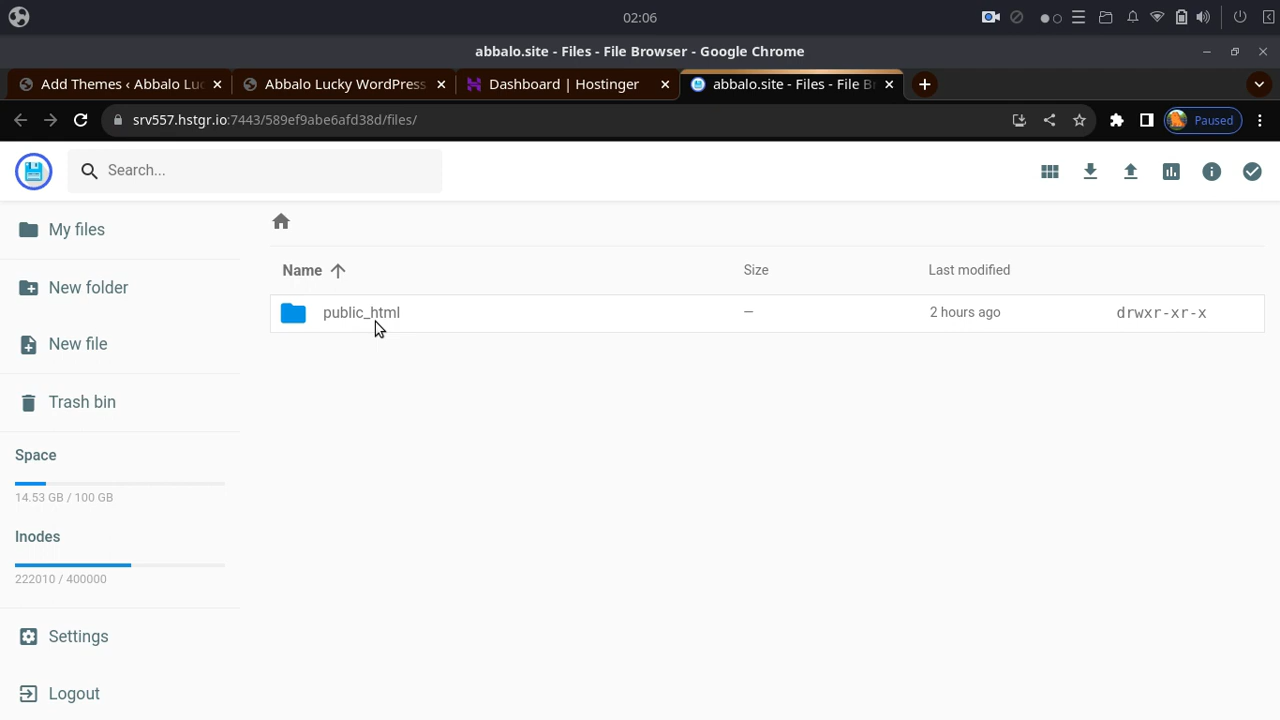 02:06
abbalo.site - Files - File Browser - Google Chrome
Add Themes ‹ Abbalo Luc
Abbalo Lucky WordPress
Dashboard | Hostinger
abbalo.site - Files - File B
srv557.hstgr.io:7443/589ef9abe6afd38d/files/
Paused
Search...
My files
New folder
New file
Trash bin
Space
14.53 GB / 100 GB
Inodes
222010 / 400000
Settings
Logout
Name Size Last modified
public_html — 2 hours ago drwxr-xr-x